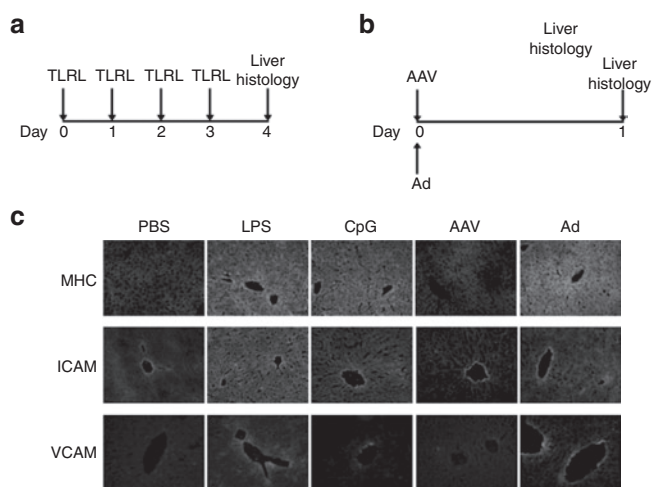 a
TLRL TLRL TLRL TLRL Liver
histology
Day 0 1 2 3 4
b
Liver
histology
AAV
Liver
histology
Day 0 1
Ad
c
PBS LPS CpG AAV Ad
MHC
ICAM
VCAM